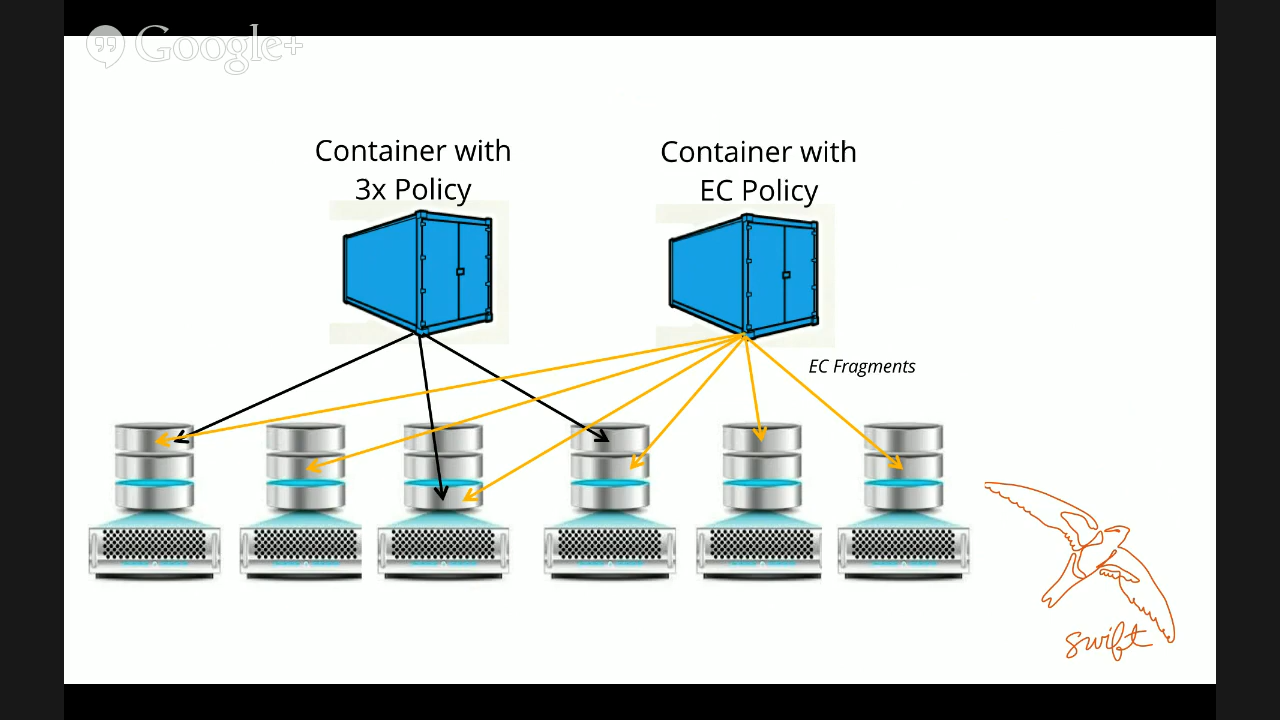 Google+
Container with
3x Policy
Container with
EC Policy
EC Fragments
swift